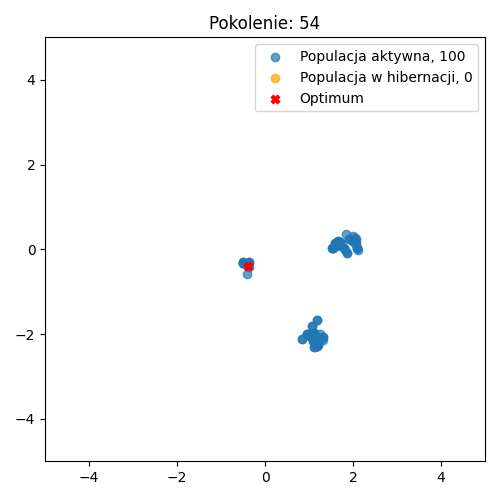 Pokolenie: 54
Populacja aktywna, 100
Populacja w hibernacji, 0
Optimum
4
2
0
−2
−4
−4 −2 0 2 4